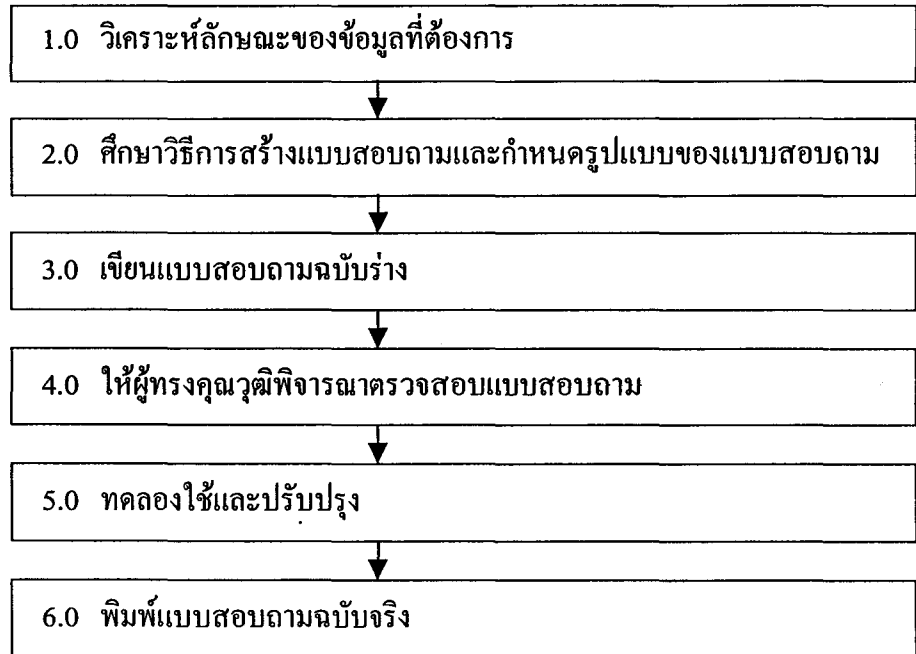 1.0 วิเคราะห์ลักษณะของข้อมูลที่ต้องการ
2.0 ศึกษาวิธีการสร้างแบบสอบถามและกำหนดรูปแบบของแบบสอบถาม
3.0 เขียนแบบสอบถามฉบับร่าง
4.0 ให้ผู้ทรงคุณวุฒิพิจารณาตรวจสอบแบบสอบถาม
5.0 ทดลองใช้และปรับปรุง
6.0 พิมพ์แบบสอบถามฉบับจริง